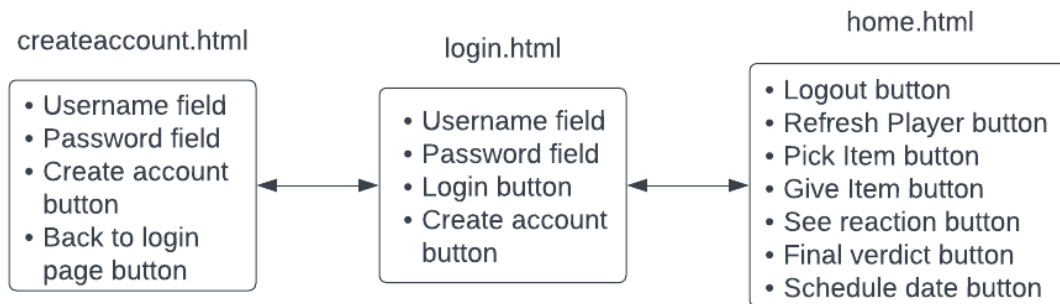 createaccount.html
• Username field
• Password field
• Create account
button
• Back to login
page button
login.html
• Username field
• Password field
• Login button
• Create account
button
home.html
• Logout button
• Refresh Player button
• Pick Item button
• Give Item button
• See reaction button
• Final verdict button
• Schedule date button